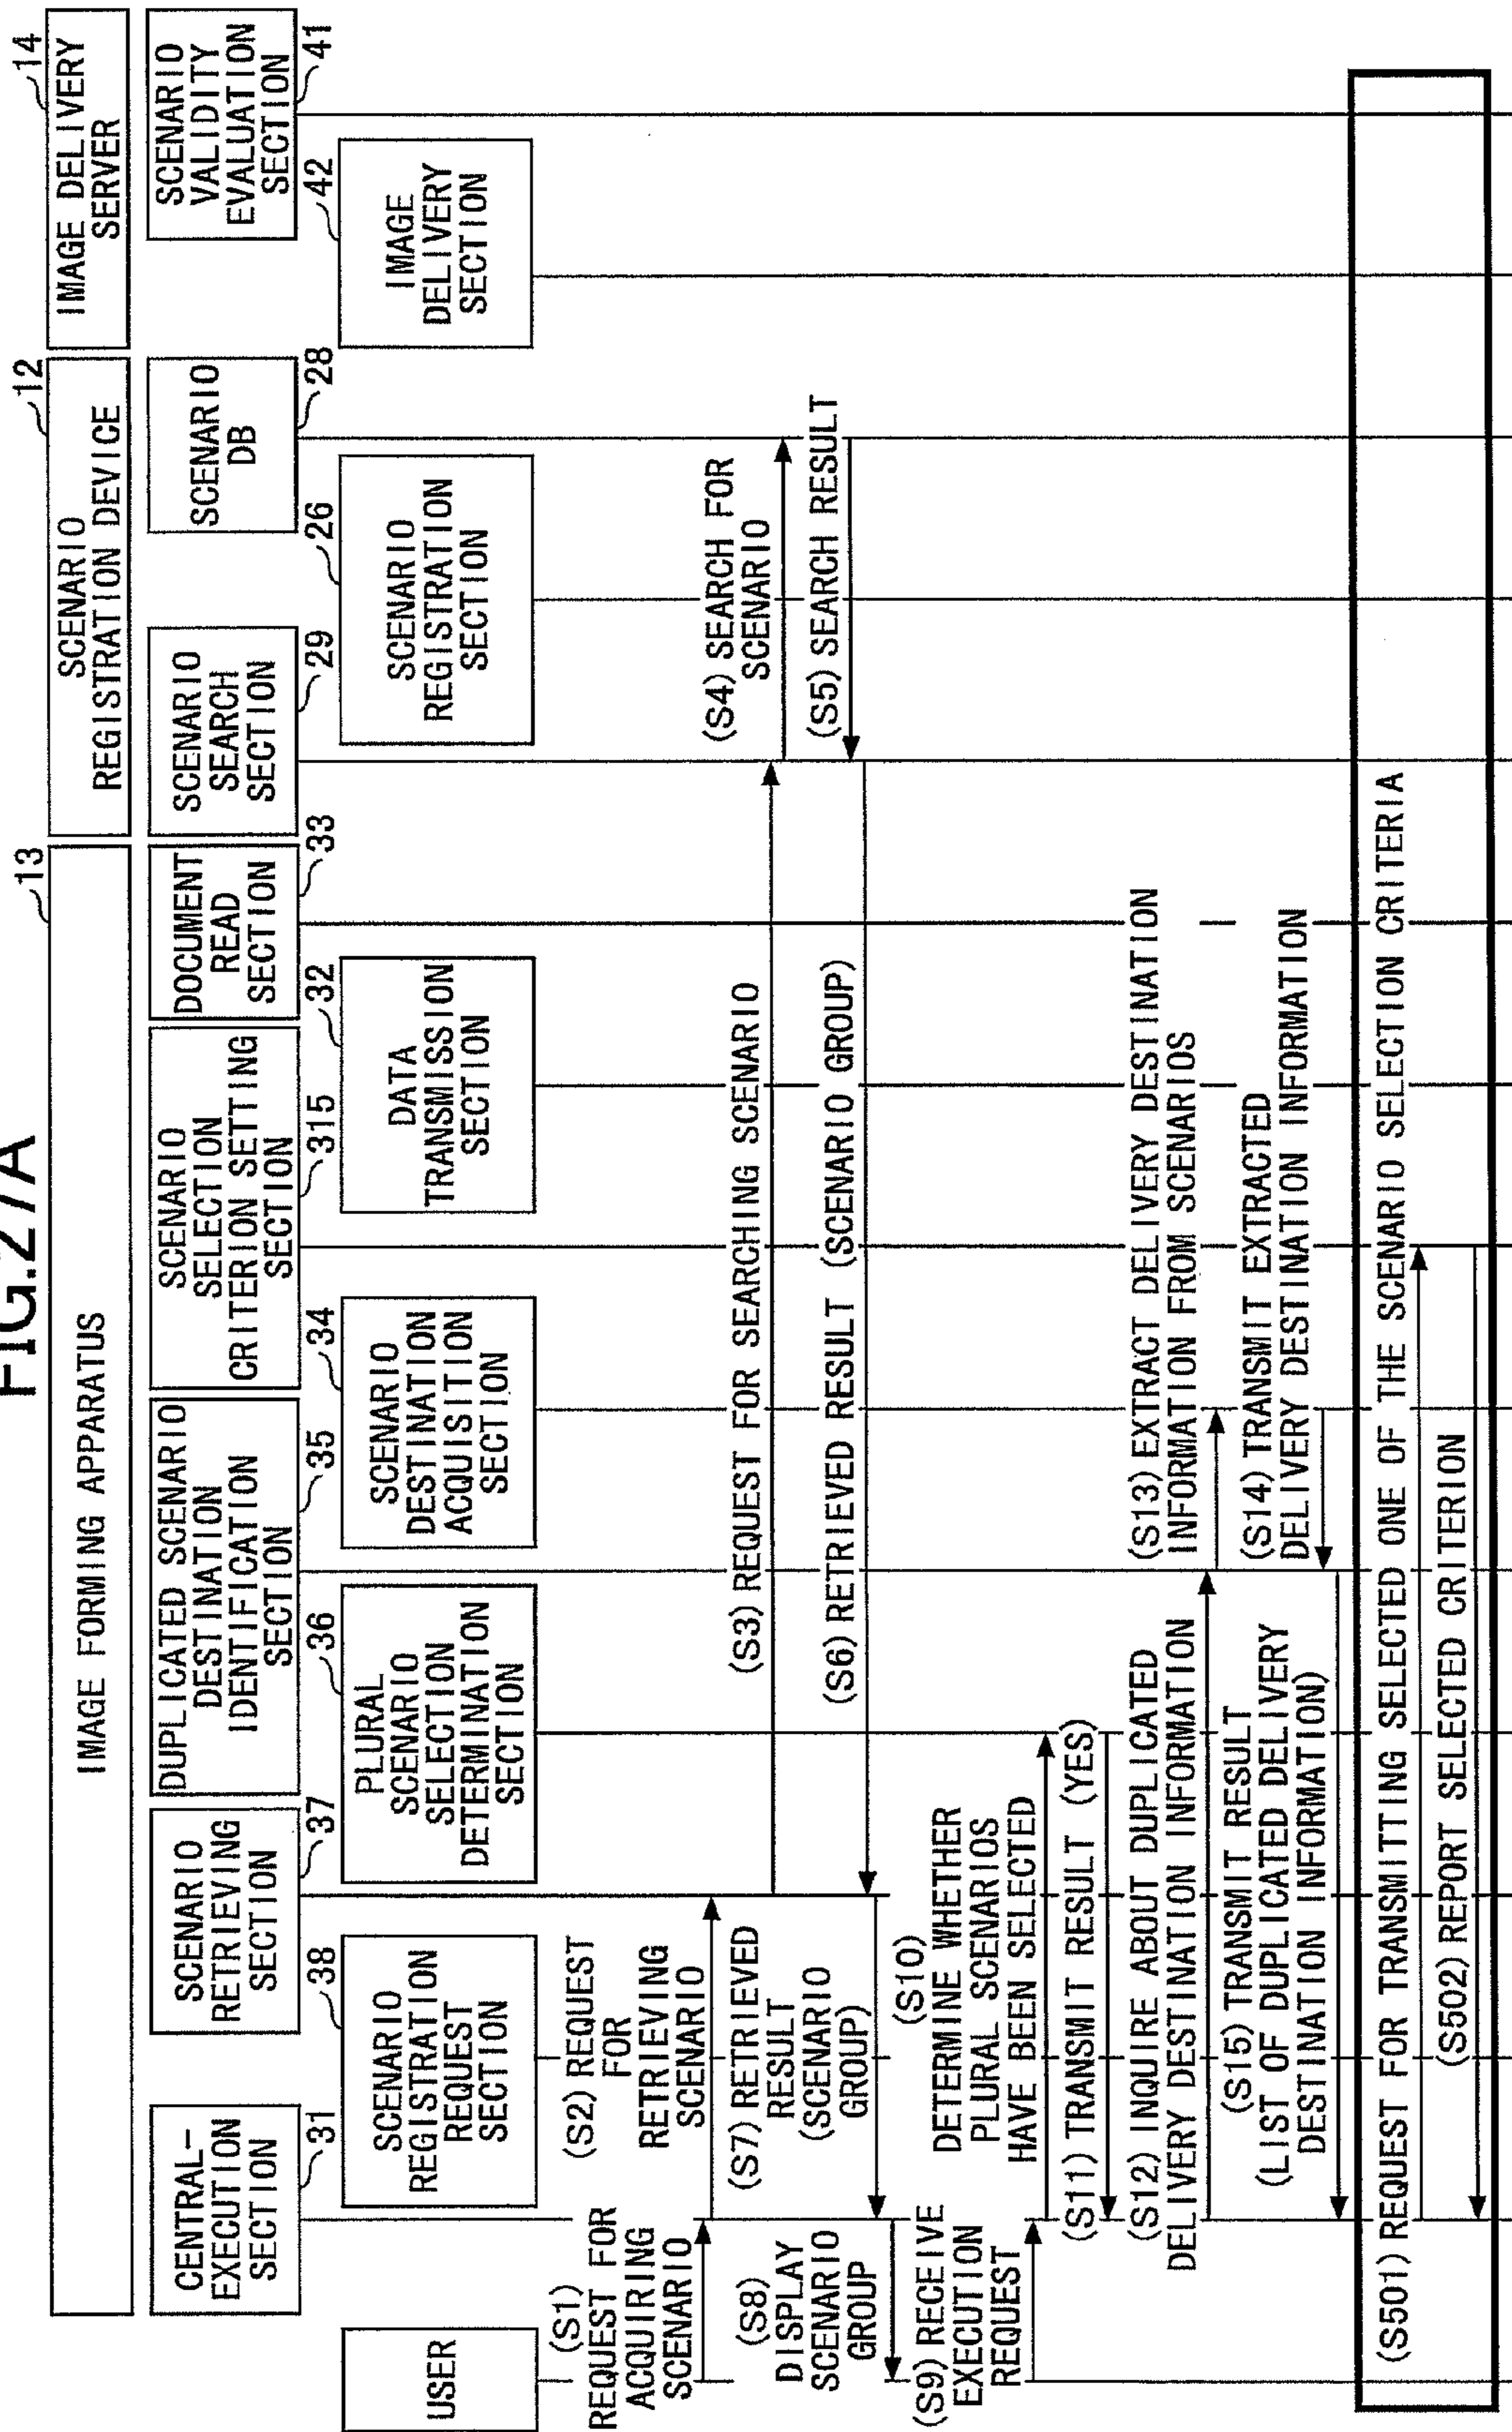 FIG.27A
13
IMAGE FORMING APPARATUS
12
SCENARIO
REGISTRATION DEVICE
14
IMAGE DELIVERY
SERVER
CENTRAL-
EXECUTION
SECTION
31
SCENARIO
RETRIEVING
SECTION
37
DUPLICATED SCENARIO
DESTINATION
IDENTIFICATION
SECTION
35
SCENARIO
SELECTION
CRITERION SETTING
SECTION
315
DOCUMENT
READ
SECTION
33
SCENARIO
SEARCH
SECTION
29
SCENARIO
DB
28
SCENARIO
VALIDITY
EVALUATION
SECTION
41
USER
38
SCENARIO
REGISTRATION
REQUEST
SECTION
36
PLURAL
SCENARIO
SELECTION
DETERMINATION
SECTION
34
SCENARIO
DESTINATION
ACQUISITION
SECTION
32
DATA
TRANSMISSION
SECTION
26
SCENARIO
REGISTRATION
SECTION
42
IMAGE
DELIVERY
SECTION
(S1)
REQUEST FOR
ACQUIRING
SCENARIO
(S2) REQUEST
FOR
RETRIEVING
SCENARIO
(S3) REQUEST FOR SEARCHING SCENARIO
(S4) SEARCH FOR
SCENARIO
(S5) SEARCH RESULT
(S6) RETRIEVED RESULT (SCENARIO GROUP)
(S7) RETRIEVED
RESULT
(SCENARIO
GROUP)
(S8)
DISPLAY
SCENARIO
GROUP
(S9) RECEIVE
EXECUTION
REQUEST
(S10)
DETERMINE WHETHER
PLURAL SCENARIOS
HAVE BEEN SELECTED
(S11) TRANSMIT RESULT (YES)
(S12) INQUIRE ABOUT DUPLICATED
DELIVERY DESTINATION INFORMATION
(S13) EXTRACT DELIVERY DESTINATION
INFORMATION FROM SCENARIOS
(S14) TRANSMIT EXTRACTED
DELIVERY DESTINATION INFORMATION
(S15) TRANSMIT RESULT
(LIST OF DUPLICATED DELIVERY
DESTINATION INFORMATION)
(S501) REQUEST FOR TRANSMITTING SELECTED ONE OF THE SCENARIO SELECTION CRITERIA
(S502) REPORT SELECTED CRITERION